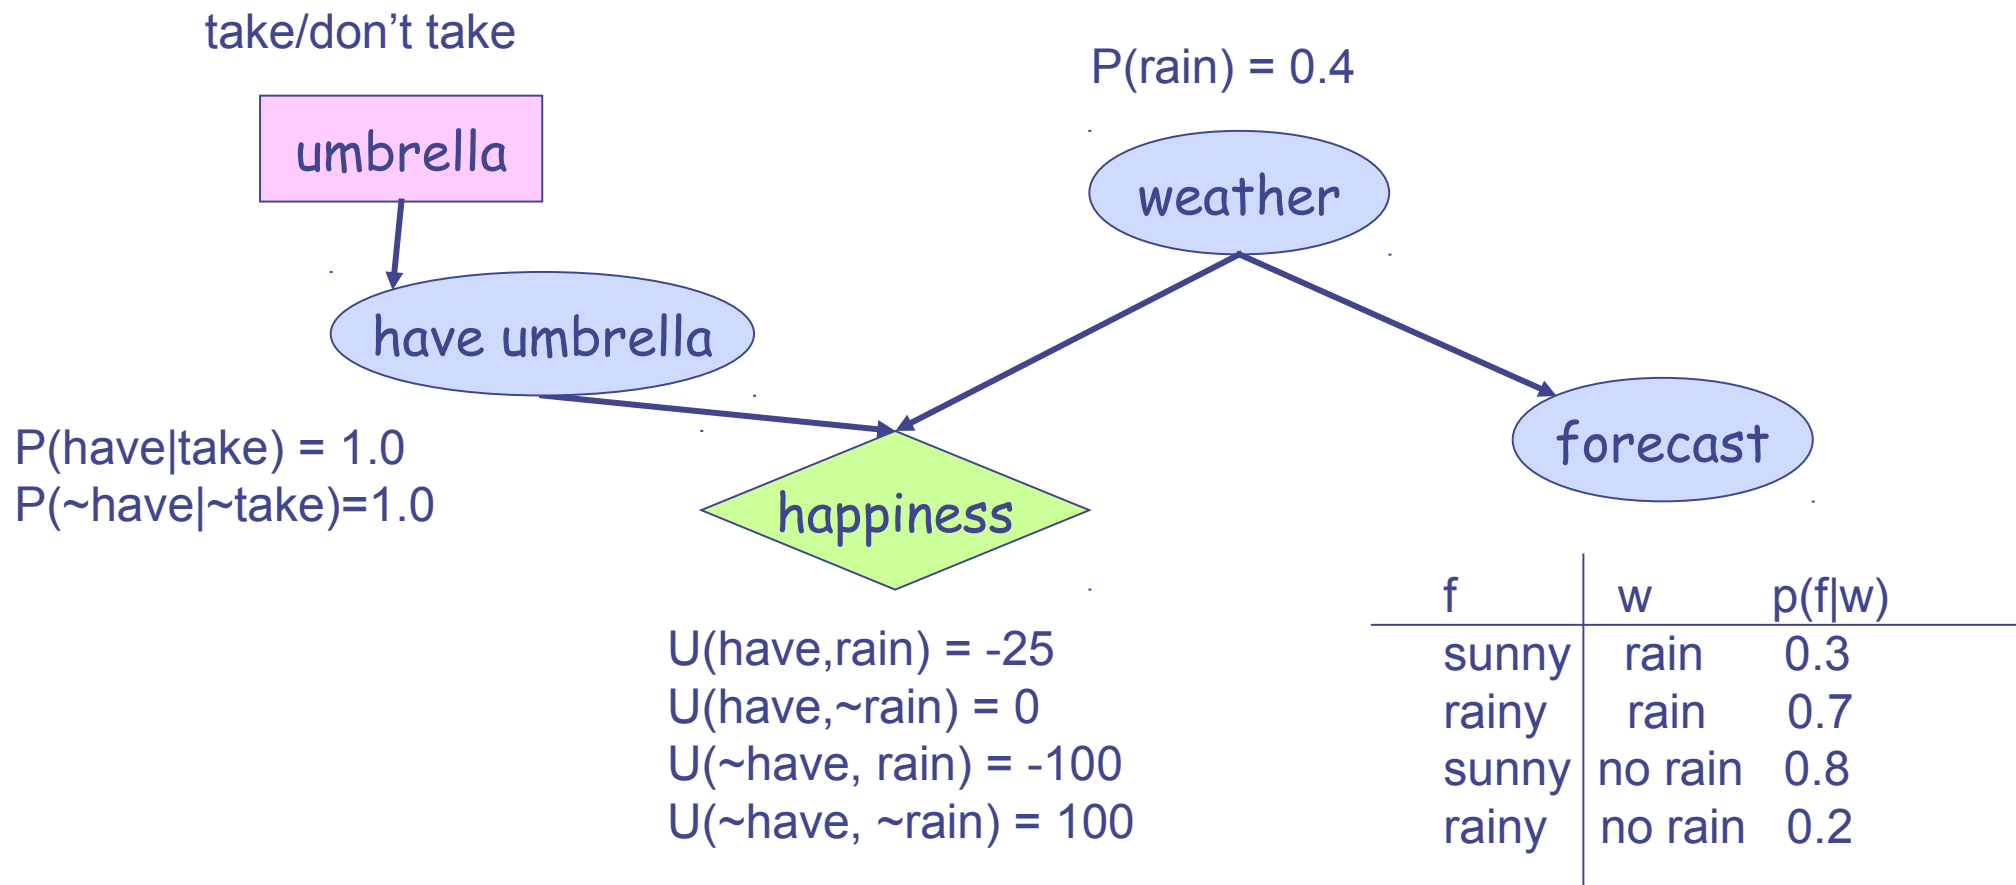 take/don’t take
P(rain) = 0.4
umbrella
weather
have umbrella
P(have|take) = 1.0
P(~have|~take)=1.0
happiness
forecast
U(have,rain) = -25
U(have,~rain) = 0
U(~have, rain) = -100
U(~have, ~rain) = 100
f w p(f|w)
sunny rain 0.3
rainy rain 0.7
sunny no rain 0.8
rainy no rain 0.2